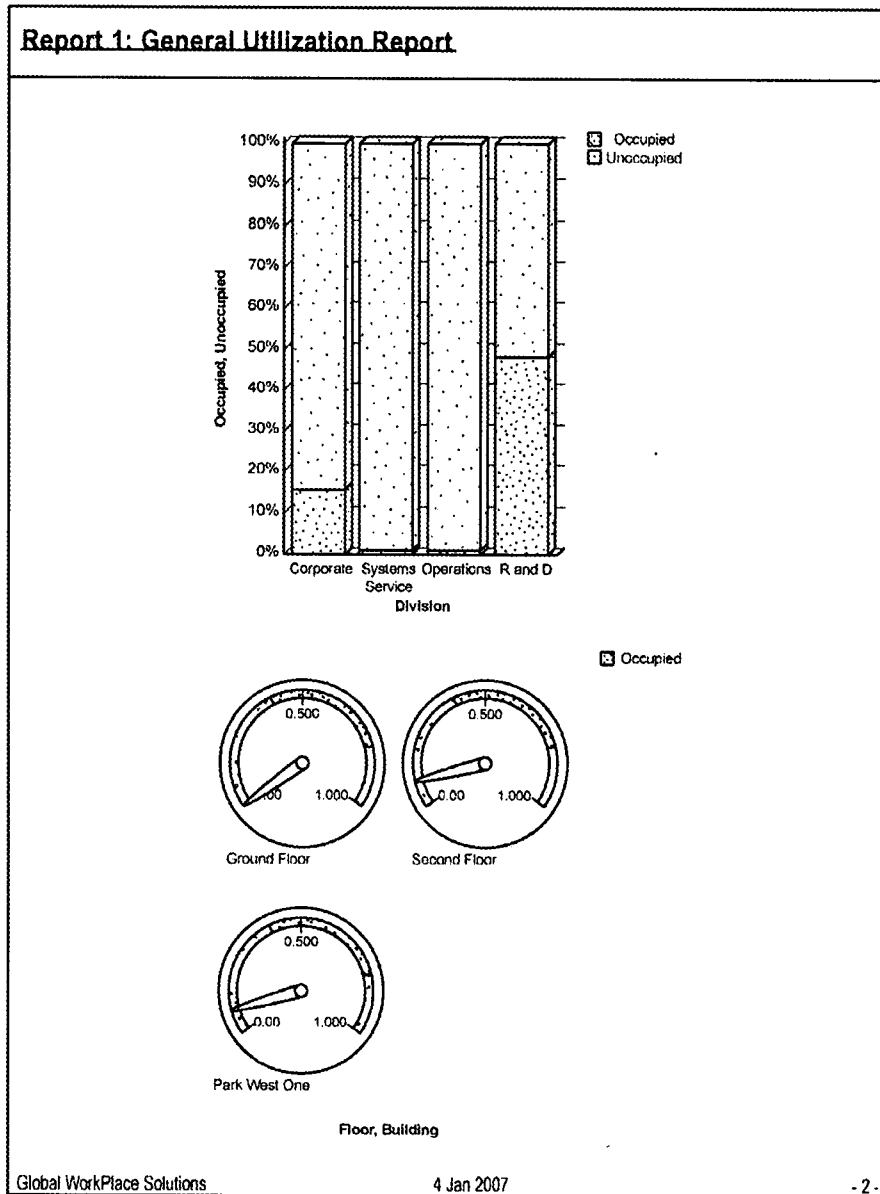 Report 1: General Utilization Report
100%
90%
80%
70%
60%
50%
40%
30%
20%
10%
0%
Occupied, Unoccupied
Occupied
Unoccupied
Corporate Systems Service Operations R and D
Division
Occupied
0.500
1.000
Ground Floor
0.500
0.00 1.000
Second Floor
0.500
0.00 1.000
Park West One
Floor, Building
Global WorkPlace Solutions 4 Jan 2007 - 2 -